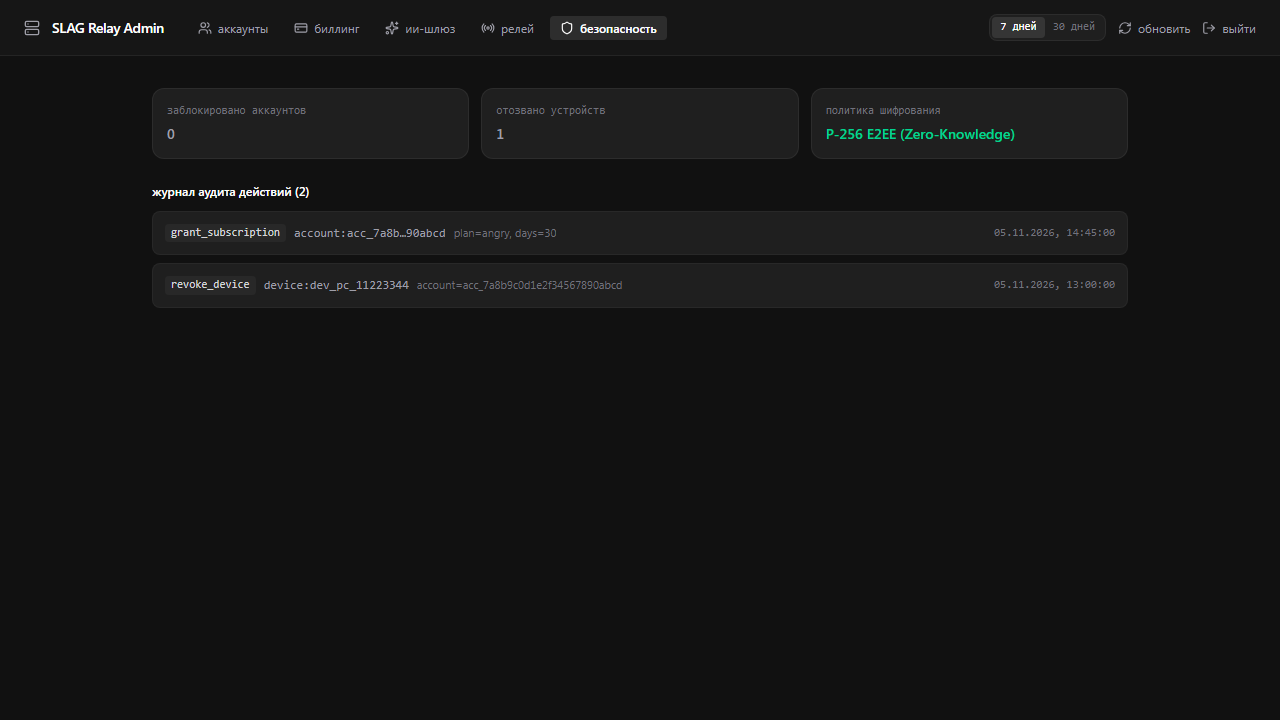 SLAG Relay Admin аккаунты биллинг ии-шлюз релей безопасность 7 дней 30 дней обновить выйти
заблокировано аккаунтов отозвано устройств политика шифрования
0 1 P-256 E2EE (Zero-Knowledge)
журнал аудита действий (2)
grant_subscription account:acc_7a8b…90abcd plan=angry, days=30 05.11.2026, 14:45:00
revoke_device device:dev_pc_11223344 account=acc_7a8b9c0d1e2f34567890abcd 05.11.2026, 13:00:00